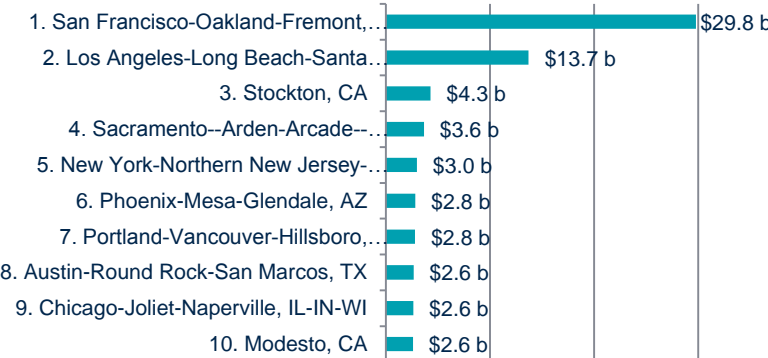 1. San Francisco-Oakland-Fremont,… $29.8 b
2. Los Angeles-Long Beach-Santa… $13.7 b
3. Stockton, CA $4.3 b
4. Sacramento--Arden-Arcade--… $3.6 b
5. New York-Northern New Jersey-… $3.0 b
6. Phoenix-Mesa-Glendale, AZ $2.8 b
7. Portland-Vancouver-Hillsboro,… $2.8 b
8. Austin-Round Rock-San Marcos, TX $2.6 b
9. Chicago-Joliet-Naperville, IL-IN-WI $2.6 b
10. Modesto, CA $2.6 b